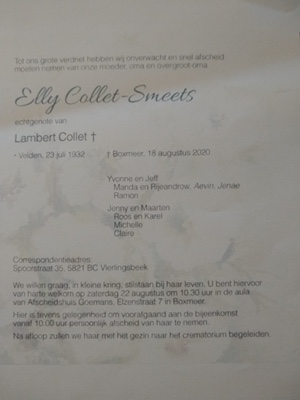 Tot ons grote verdriet hebben wij onverwacht en snel afscheid
moeten nemen van onze moeder, oma en overgroot-oma
Elly Collet-Smeets
echtgenote van
Lambert Collet †
* Velden, 23 juli 1932 † Boxmeer, 18 augustus 2020
Yvonne en Jeff
Manda en Rijeandrow, Aevin, Jenae
Ramon
Jenny en Maarten
Roos en Karel
Michelle
Claire
Correspondentieadres:
Spoorstraat 35, 5821 BC Vierlingsbeek
We willen graag, in kleine kring, stilstaan bij haar leven. U bent hiervoor
van harte welkom op zaterdag 22 augustus om 10.30 uur in de aula
van Afscheidshuis Goemans, Elzenstraat 7 in Boxmeer.
Hier is tevens gelegenheid om voorafgaand aan de bijeenkomst
vanaf 10.00 uur persoonlijk afscheid van haar te nemen.
Na afloop zullen we haar met het gezin naar het crematorium begeleiden.